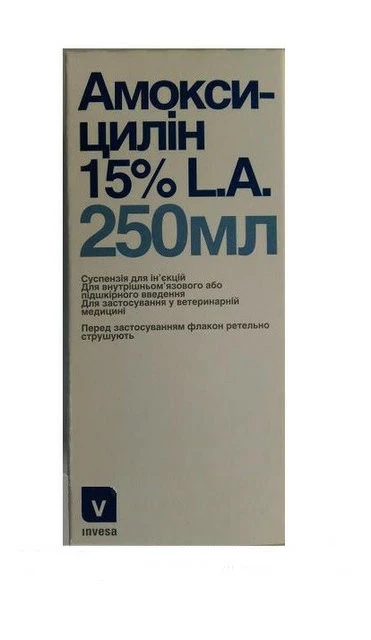 Амокси-
цилін
15% L.A.
250мл
Суспензія для ін'єкцій
Для внутрішньом'язового або
підшкірного введення
Для застосування у ветеринарній
медицині
Перед застосуванням флакон ретельно
струшують
v
invesa